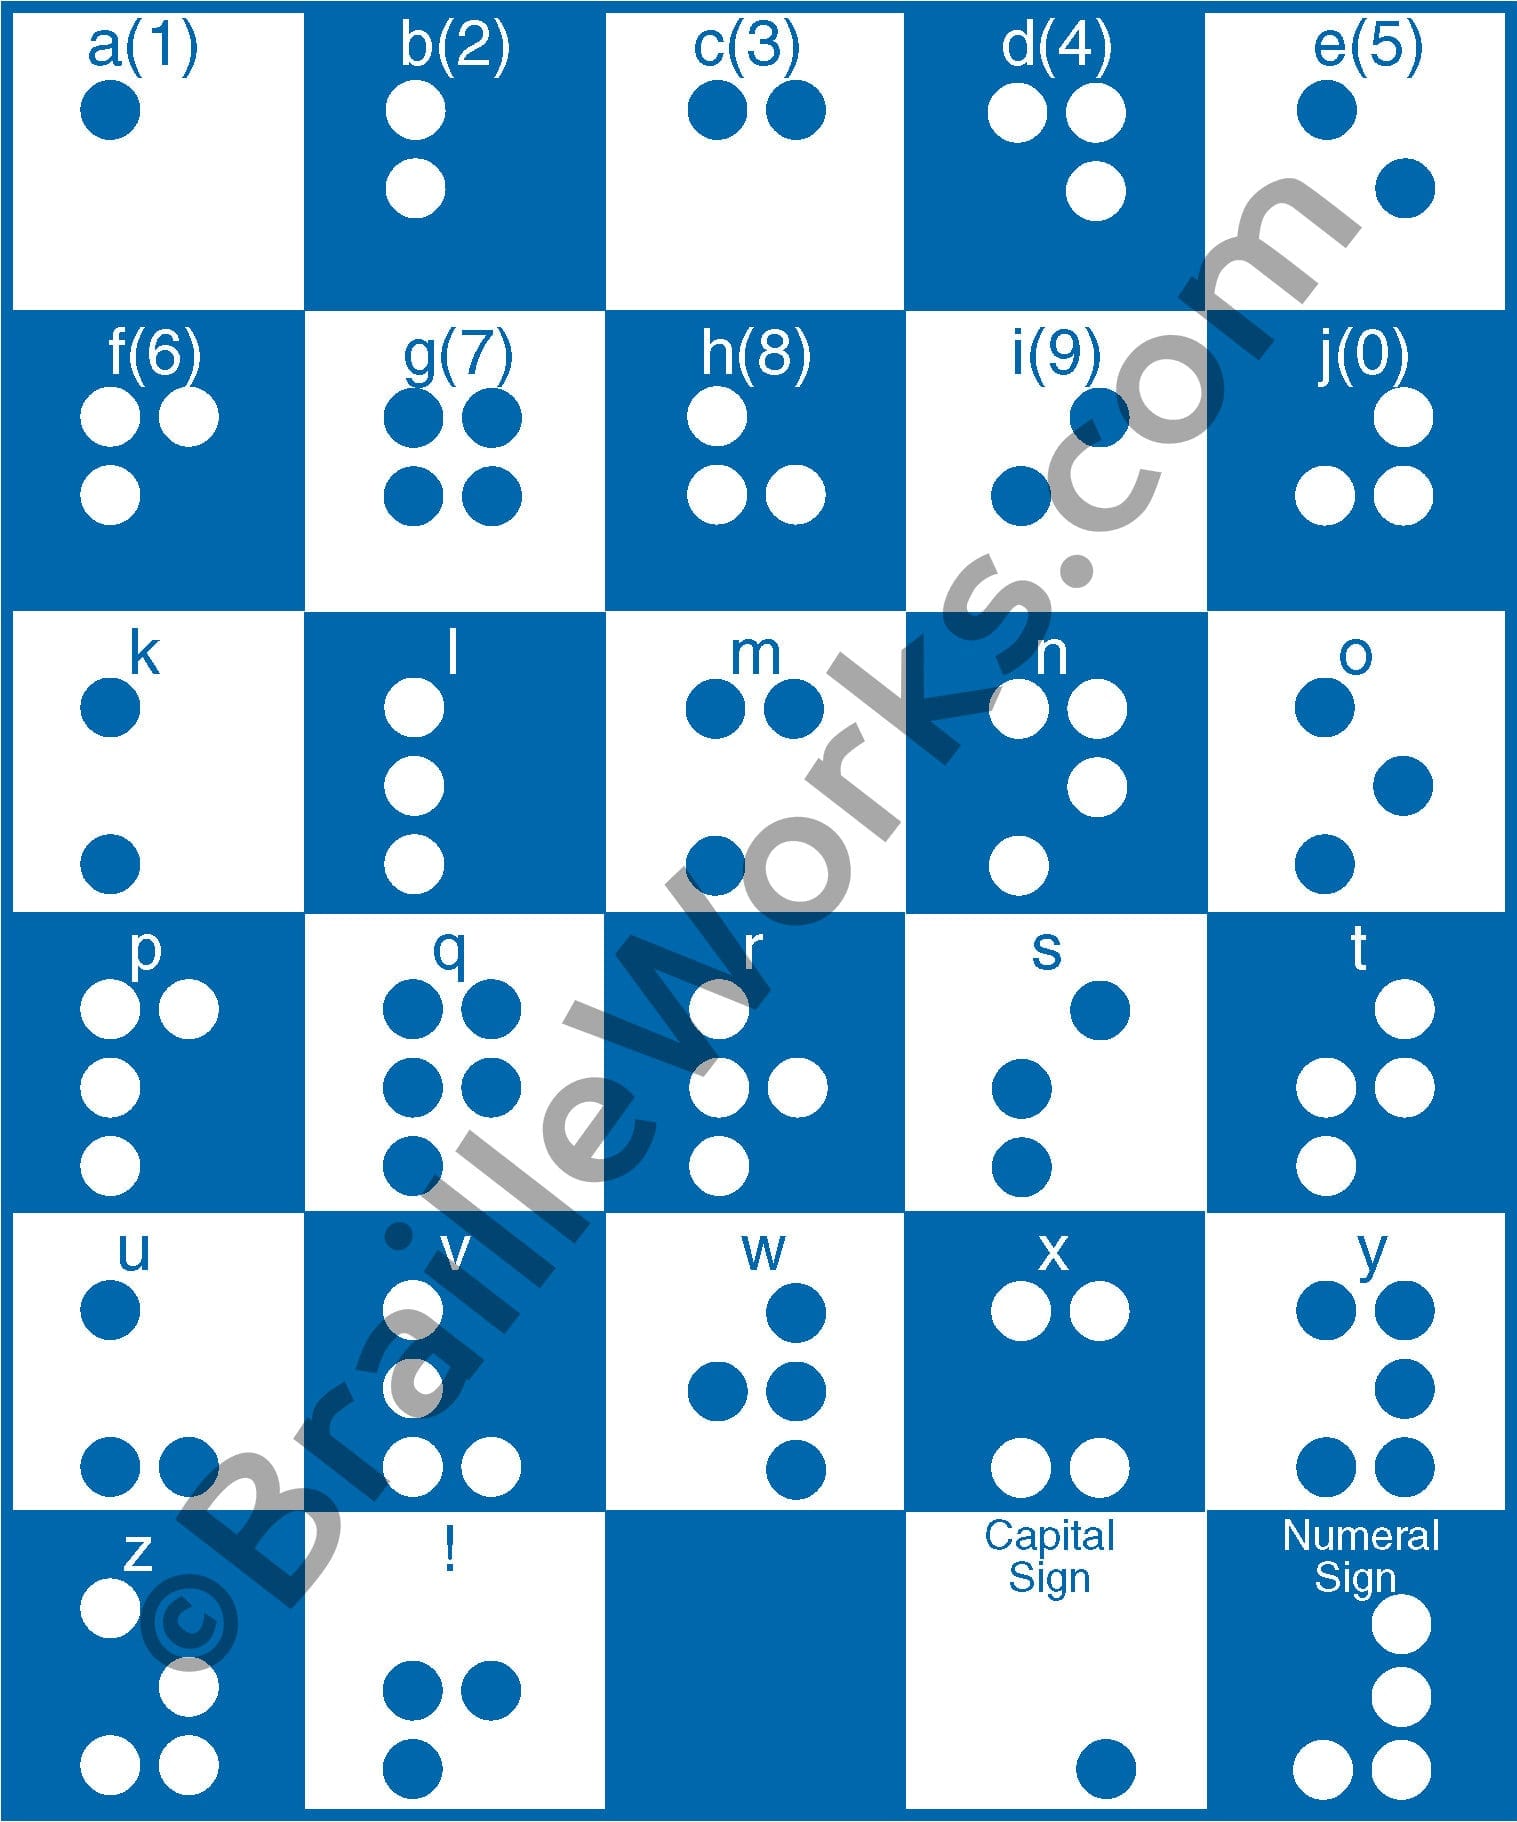 a(1) b(2) c(3) d(4) e(5)
f(6) g(7) h(8) i(9) j(0)
k l m n o
p q r s t
u v w x y
z ! Capital Sign Numeral Sign
©BrailleWorks.com